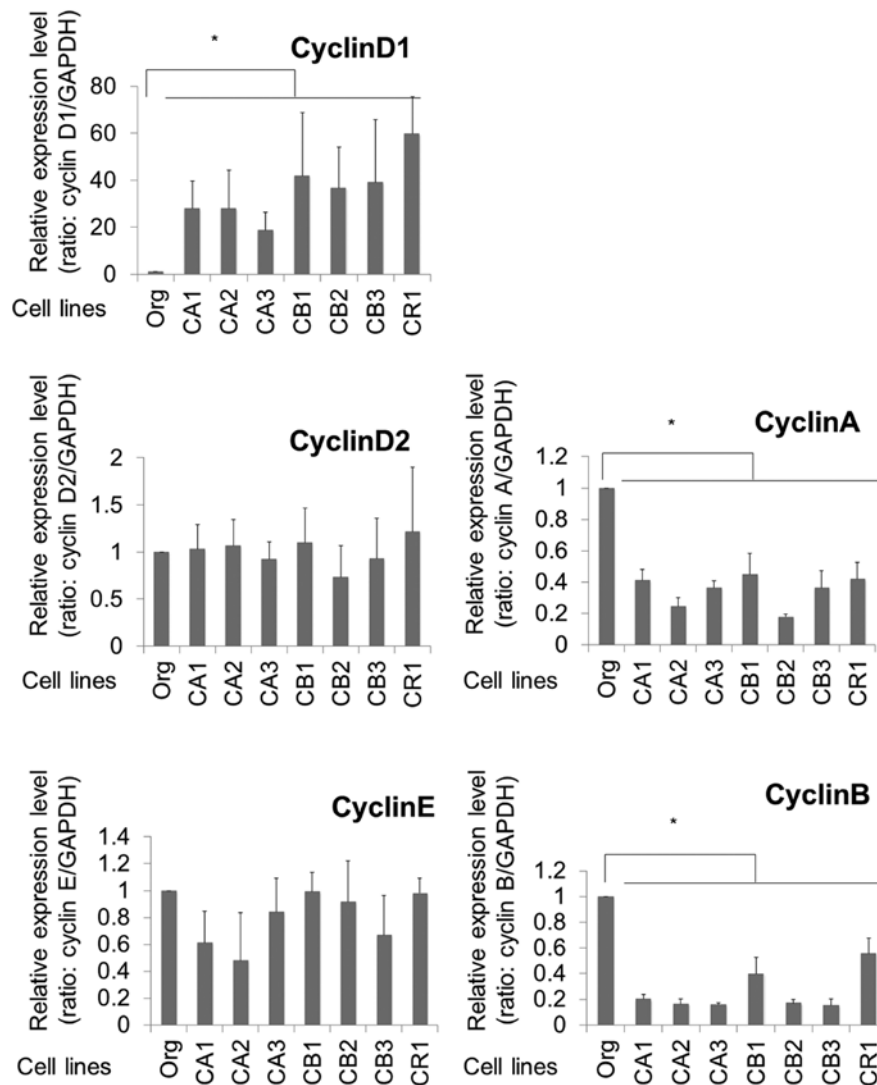 CyclinD1
*
Relative expression level
(ratio: cyclin D1/GAPDH)
80
60
40
20
0
Cell lines
Org
CA1
CA2
CA3
CB1
CB2
CB3
CR1
CyclinD2
Relative expression level
(ratio: cyclin D2/GAPDH)
2
1.5
1
0.5
0
Cell lines
Org
CA1
CA2
CA3
CB1
CB2
CB3
CR1
CyclinA
*
Relative expression level
(ratio: cyclin A/GAPDH)
1.2
1
0.8
0.6
0.4
0.2
0
Cell lines
Org
CA1
CA2
CA3
CB1
CB2
CB3
CR1
CyclinE
Relative expression level
(ratio: cyclin E/GAPDH)
1.4
1.2
1
0.8
0.6
0.4
0.2
0
Cell lines
Org
CA1
CA2
CA3
CB1
CB2
CB3
CR1
CyclinB
*
Relative expression level
(ratio: cyclin B/GAPDH)
1.2
1
0.8
0.6
0.4
0.2
0
Cell lines
Org
CA1
CA2
CA3
CB1
CB2
CB3
CR1